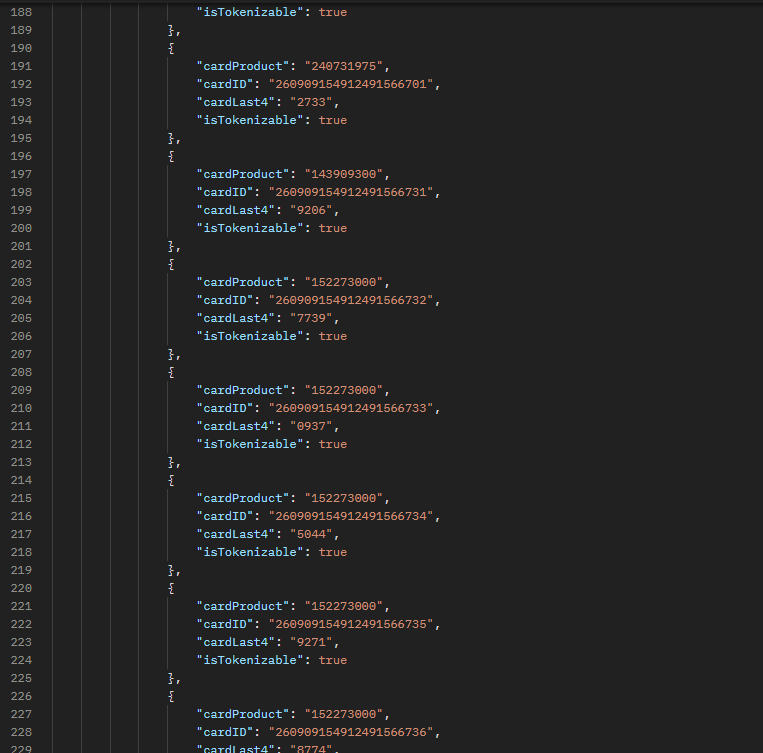 188 "isTokenizable": true
189 },
190 {
191 "cardProduct": "240731975",
192 "cardID": "260909154912491566701",
193 "cardLast4": "2733",
194 "isTokenizable": true
195 },
196 {
197 "cardProduct": "143909300",
198 "cardID": "260909154912491566731",
199 "cardLast4": "9206",
200 "isTokenizable": true
201 },
202 {
203 "cardProduct": "152273000",
204 "cardID": "260909154912491566732",
205 "cardLast4": "7739",
206 "isTokenizable": true
207 },
208 {
209 "cardProduct": "152273000",
210 "cardID": "260909154912491566733",
211 "cardLast4": "0937",
212 "isTokenizable": true
213 },
214 {
215 "cardProduct": "152273000",
216 "cardID": "260909154912491566734",
217 "cardLast4": "5044",
218 "isTokenizable": true
219 },
220 {
221 "cardProduct": "152273000",
222 "cardID": "260909154912491566735",
223 "cardLast4": "9271",
224 "isTokenizable": true
225 },
226 {
227 "cardProduct": "152273000",
228 "cardID": "260909154912491566736",
229 "cardLast4": "8774",